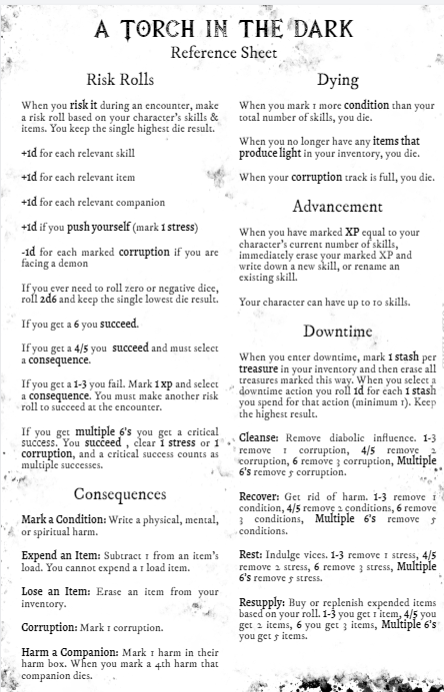 A TORCH IN THE DARK
Reference Sheet
Risk Rolls
When you risk it during an encounter, make
a risk roll based on your character's skills &
items. You keep the single highest die result.
+1d for each relevant skill
+1d for each relevant item
+1d for each relevant companion
+1d if you push yourself (mark 1 stress)
-1d for each marked corruption if you are
facing a demon
If you ever need to roll zero or negative dice,
roll 2d6 and keep the single lowest die result.
If you get a 6 you succeed.
If you get a 4/5 you succeed and must select
a consequence.
If you get a 1-3 you fail. Mark 1 xp and select
a consequence. You must make another risk
roll to succeed at the encounter.
If you get multiple 6's you get a critical
success. You succeed , clear 1 stress or 1
corruption, and a critical success counts as
multiple successes.
Consequences
Mark a Condition: Write a physical, mental,
or spiritual harm.
Expend an Item: Subtract 1 from an item's
load. You cannot expend a 1 load item.
Lose an Item: Erase an item from your
inventory.
Corruption: Mark 1 corruption.
Harm a Companion: Mark 1 harm in their
harm box. When you mark a 4th harm that
companion dies.
Dying
When you mark 1 more condition than your
total number of skills, you die.
When you no longer have any items that
produce light in your inventory, you die.
When your corruption track is full, you die.
Advancement
When you have marked XP equal to your
character's current number of skills,
immediately erase your marked XP and
write down a new skill, or rename an
existing skill.
Your character can have up to 10 skills.
Downtime
When you enter downtime, mark 1 stash per
treasure in your inventory and then erase all
treasures marked this way. When you select a
downtime action you roll 1d for each 1 stash
you spend for that action (minimum 1). Keep
the highest result.
Cleanse: Remove diabolic influence. 1-3
remove 1 corruption, 4/5 remove 2
corruption, 6 remove 3 corruption, Multiple
6's remove 5 corruption.
Recover: Get rid of harm. 1-3 remove 1
condition, 4/5 remove 2 conditions, 6 remove
3 conditions, Multiple 6's remove 5
conditions.
Rest: Indulge vices. 1-3 remove 1 stress, 4/5
remove 2 stress, 6 remove 3 stress, Multiple
6's remove 5 stress.
Resupply: Buy or replenish expended items
based on your roll. 1-3 you get 1 item, 4/5 you
get 2 items, 6 you get 3 items, Multiple 6's
you get 5 items.